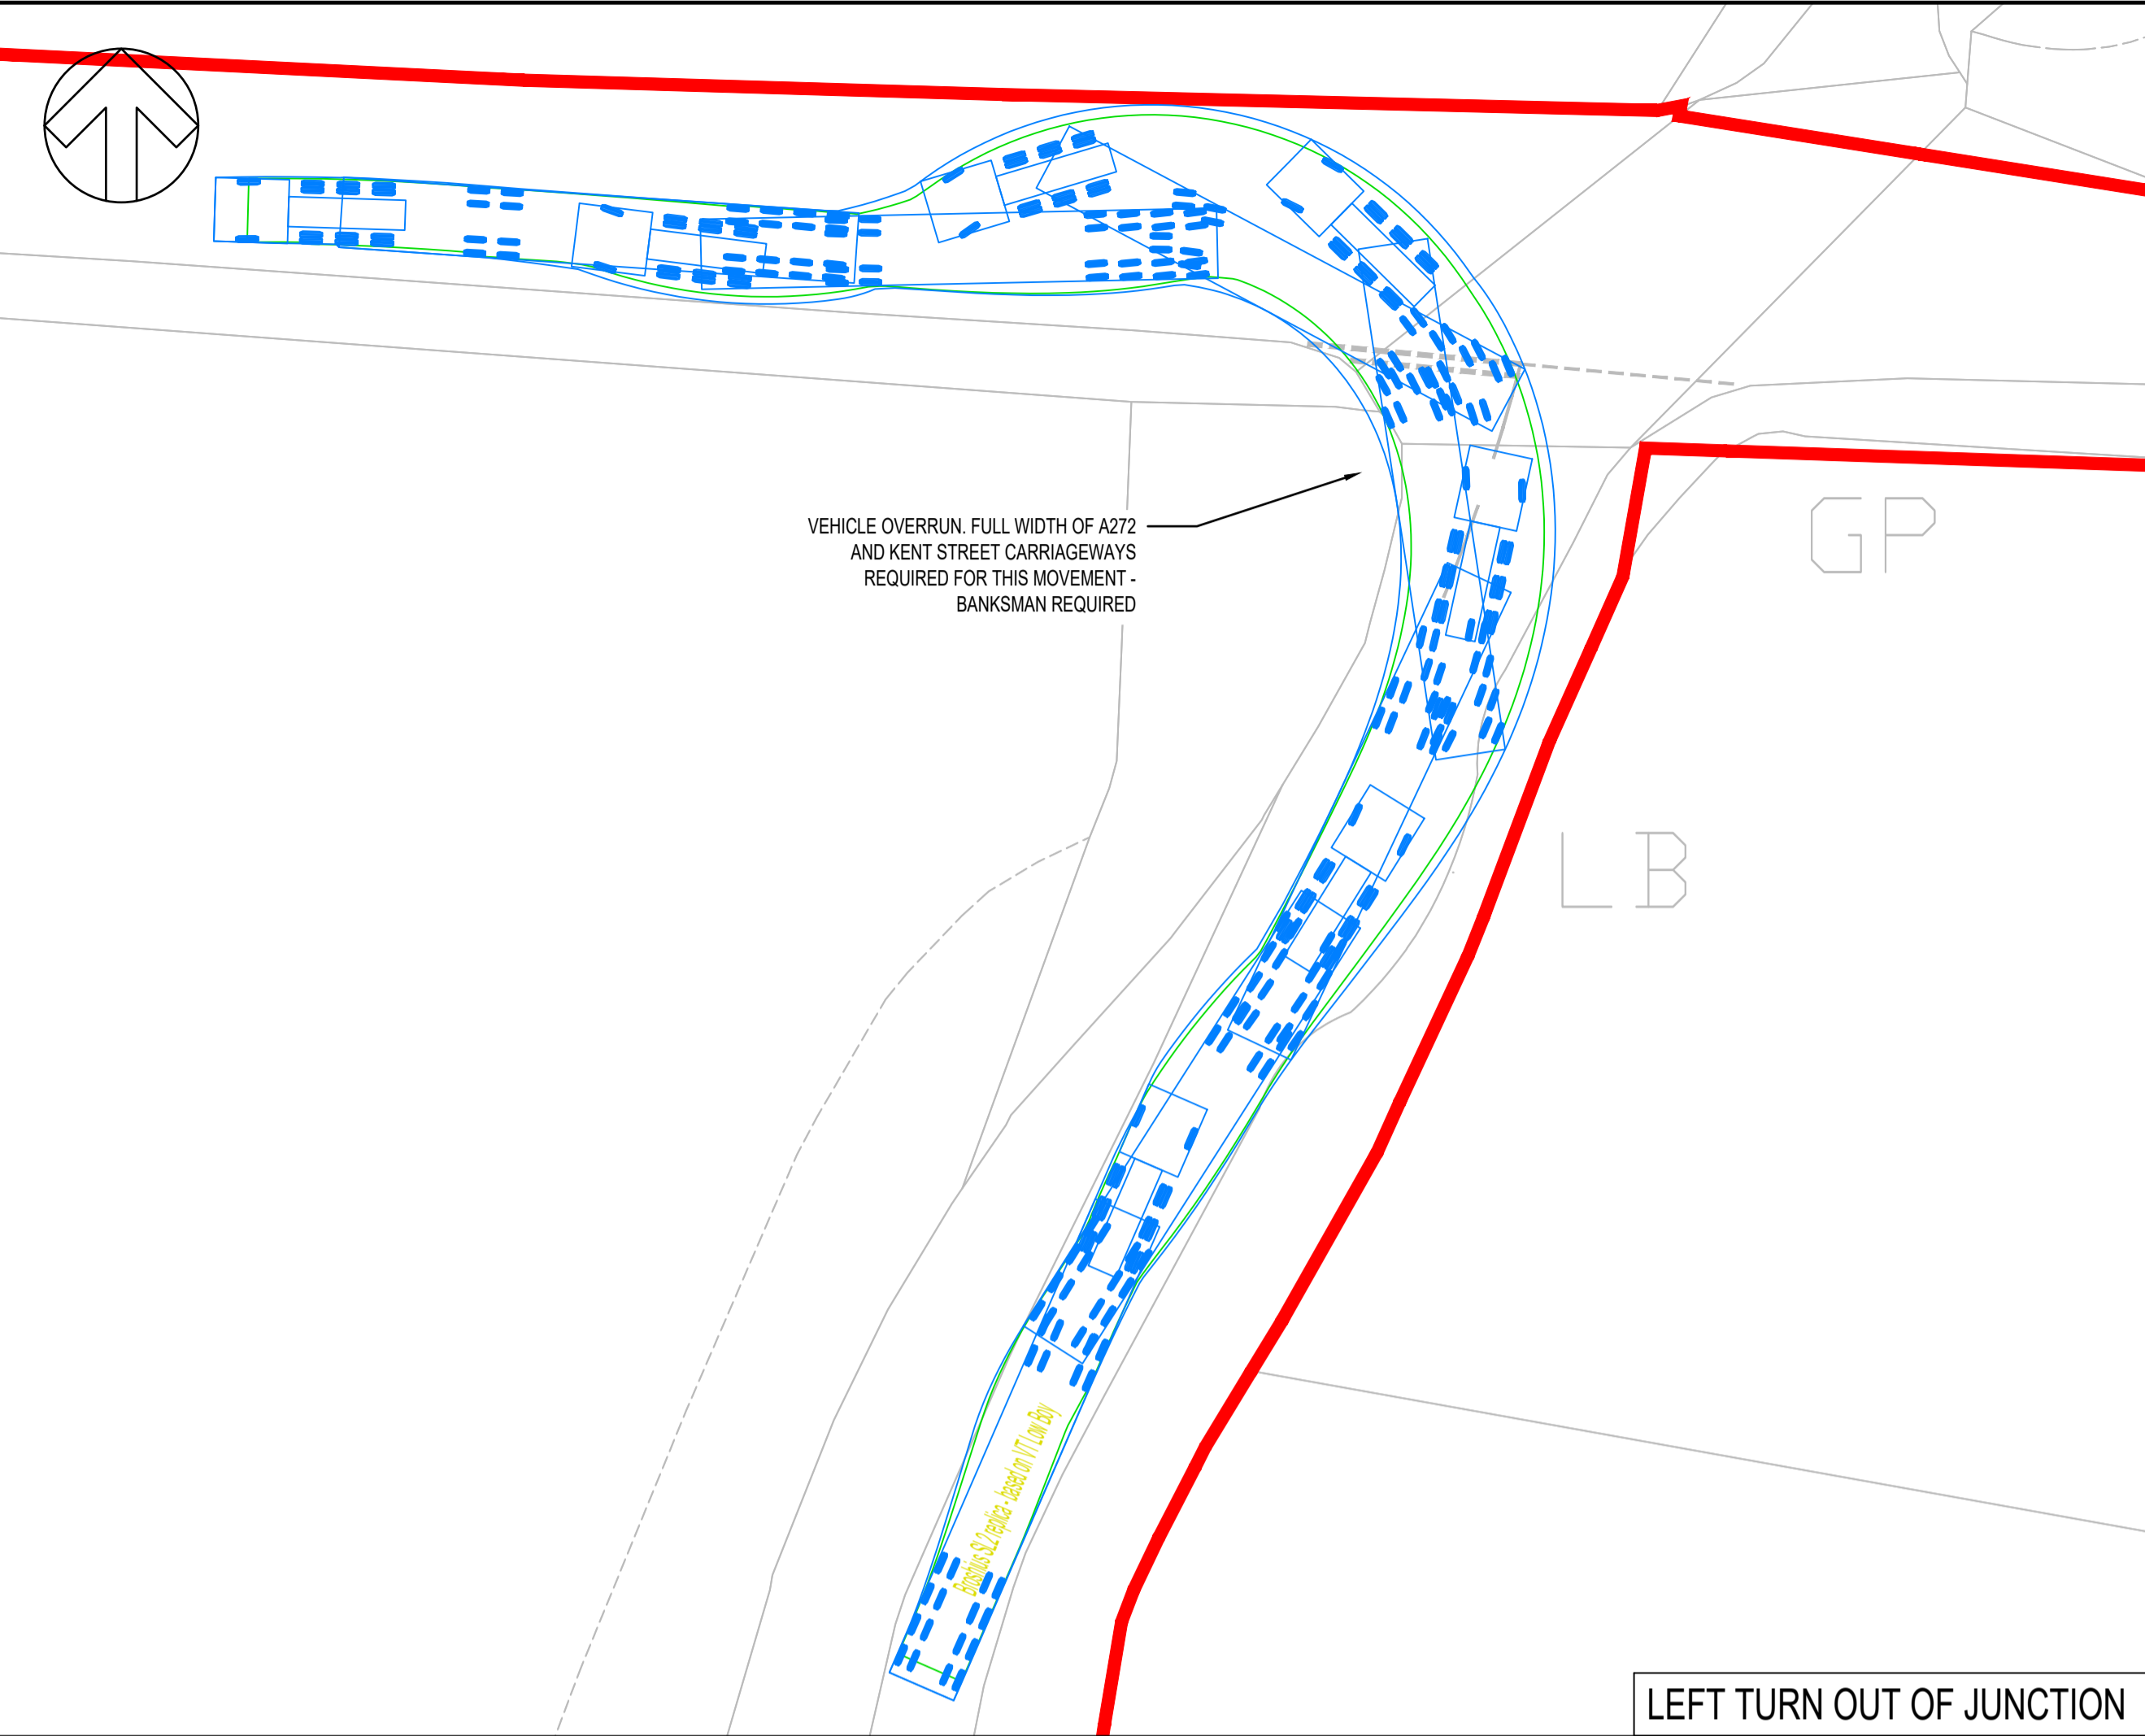 VEHICLE OVERRUN. FULL WIDTH OF A272
AND KENT STREET CARRIAGEWAYS
REQUIRED FOR THIS MOVEMENT -
BANKSMAN REQUIRED
GP
LB
LEFT TURN OUT OF JUNCTION